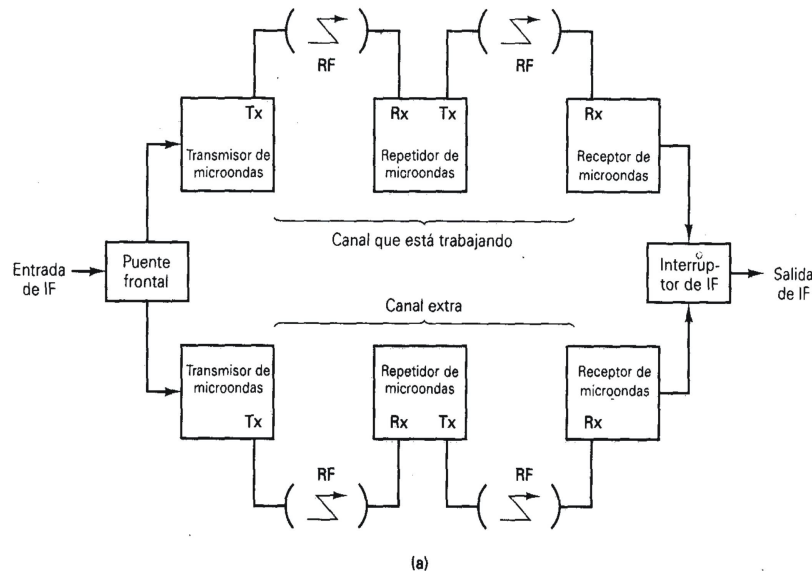 RF
RF
Tx
Transmisor de
microondas
Rx
Tx
Repetidor de
microondas
Rx
Receptor de
microondas
Canal que está trabajando
Entrada
de IF
Puente
frontal
Interrup-
tor de IF
Salida
de IF
Canal extra
Transmisor de
microondas
Tx
Repetidor de
microondas
Rx
Tx
Receptor de
microondas
Rx
RF
RF
(a)